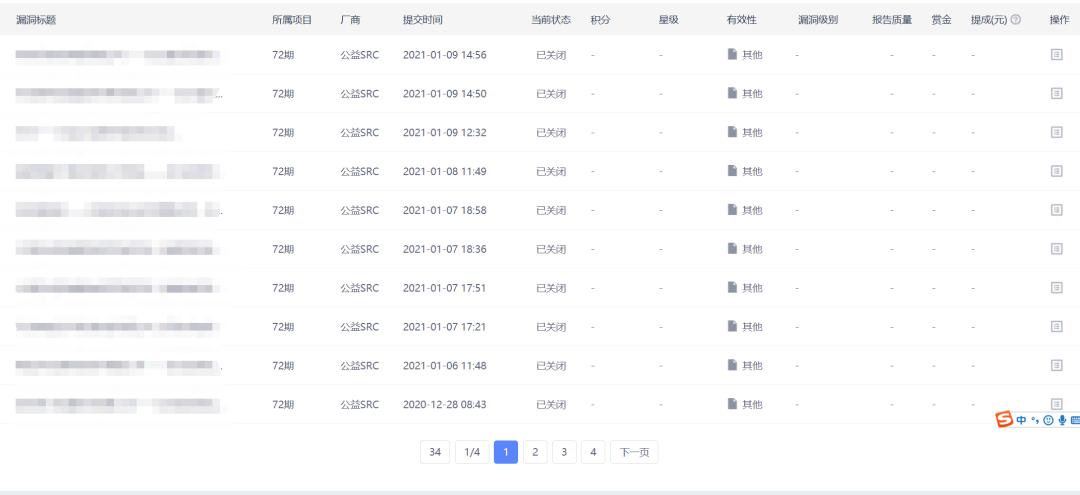 漏洞标题 所属项目 厂商 提交时间 当前状态 积分 星级 有效性 漏洞级别 报告质量 赏金 提成(元) ? 操作
72期 公益SRC 2021-01-09 14:56 已关闭 - - 其他 - - - -
... 72期 公益SRC 2021-01-09 14:50 已关闭 - - 其他 - - - -
72期 公益SRC 2021-01-09 12:32 已关闭 - - 其他 - - - -
72期 公益SRC 2021-01-08 11:49 已关闭 - - 其他 - - - -
72期 公益SRC 2021-01-07 18:58 已关闭 - - 其他 - - - -
72期 公益SRC 2021-01-07 18:36 已关闭 - - 其他 - - - -
72期 公益SRC 2021-01-07 17:51 已关闭 - - 其他 - - - -
72期 公益SRC 2021-01-07 17:21 已关闭 - - 其他 - - - -
72期 公益SRC 2021-01-06 11:48 已关闭 - - 其他 - - - -
72期 公益SRC 2020-12-28 08:43 已关闭 - - 其他 - - - -
S 中 °,
34 1/4 1 2 3 4 下一页